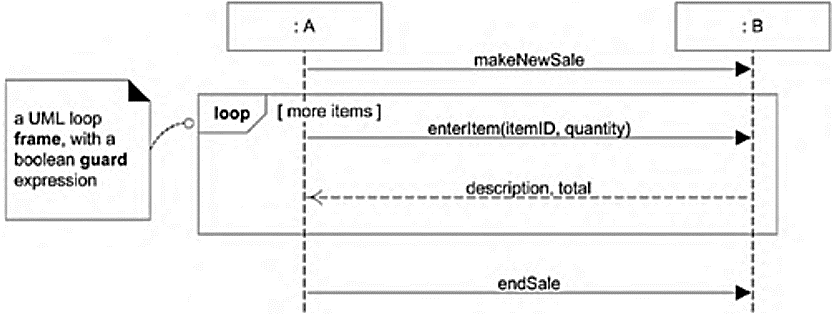 : A
: B
makeNewSale
a UML loop
frame, with a
boolean guard
expression
loop
[ more items ]
enterItem(itemID, quantity)
description, total
endSale